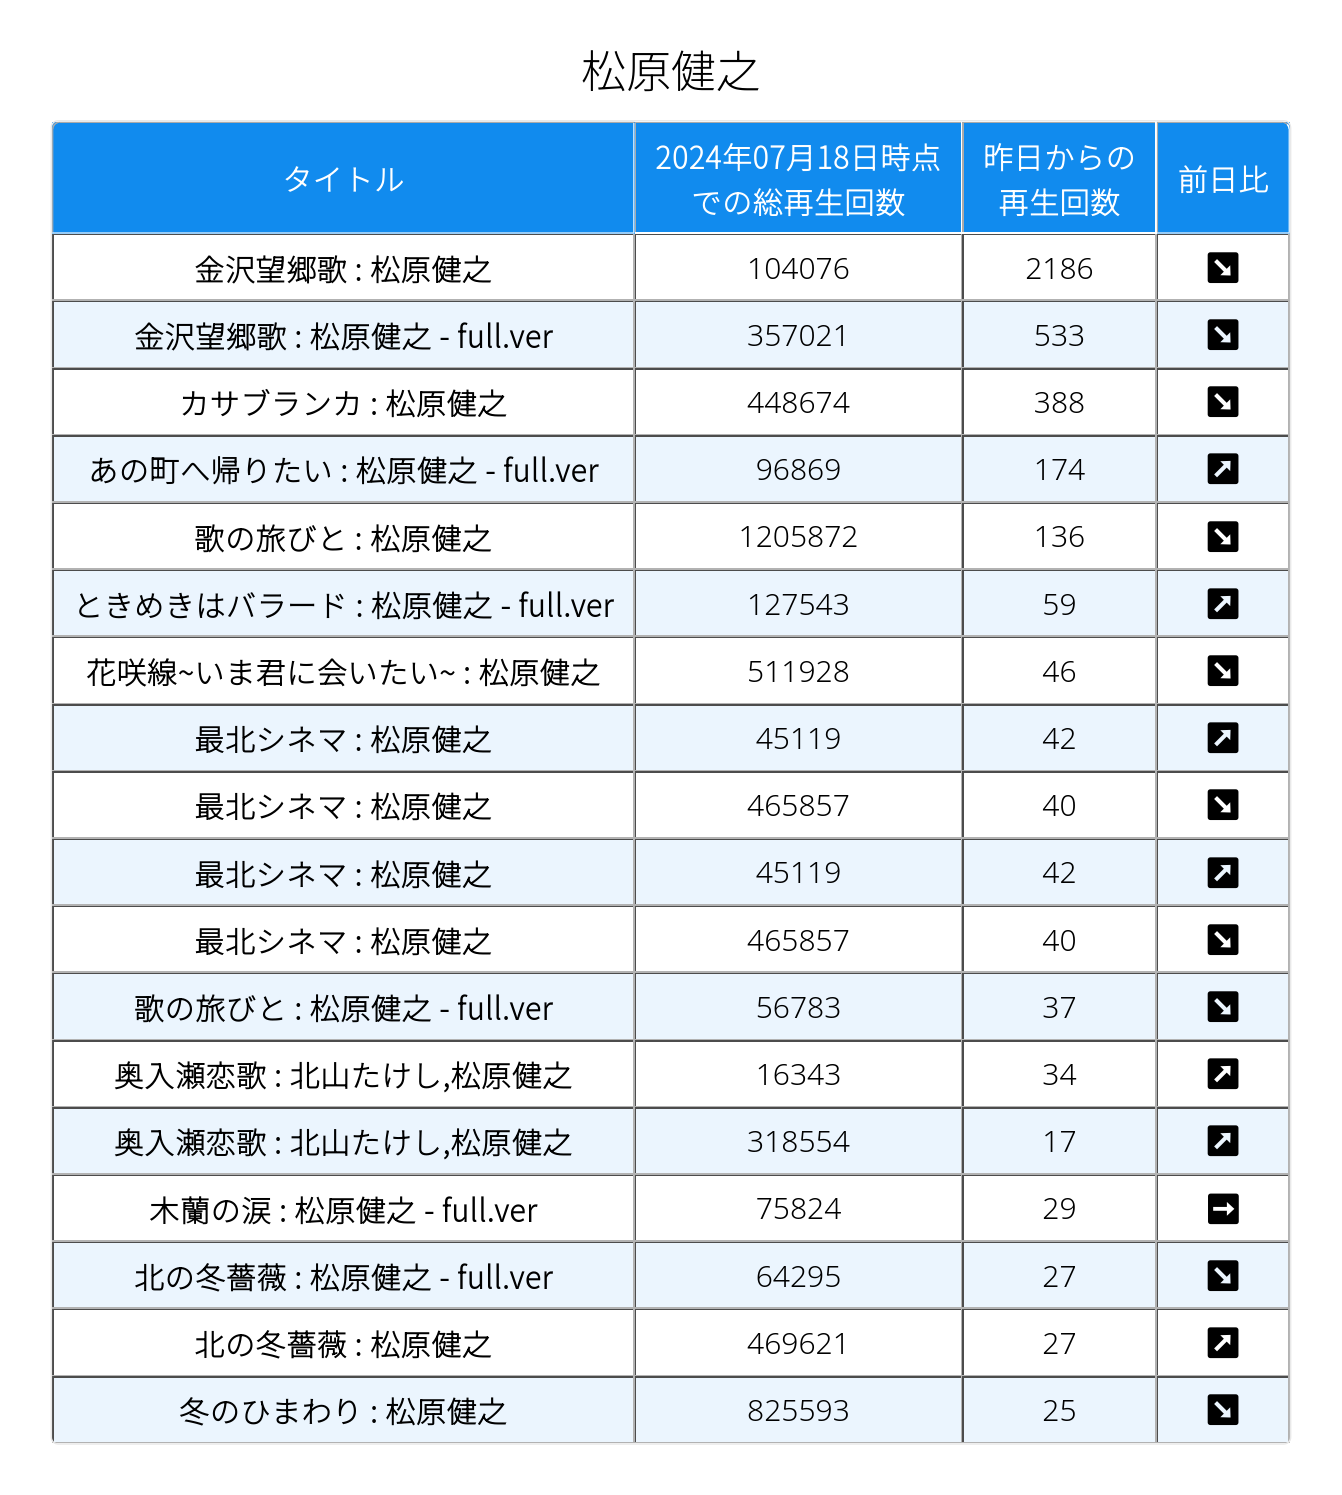 松原健之
タイトル 2024年07月18日時点での総再生回数 昨日からの再生回数 前日比
金沢望郷歌 : 松原健之 104076 2186 ↘
金沢望郷歌 : 松原健之 - full.ver 357021 533 ↘
カサブランカ : 松原健之 448674 388 ↘
あの町へ帰りたい : 松原健之 - full.ver 96869 174 ↗
歌の旅びと : 松原健之 1205872 136 ↘
ときめきはバラード : 松原健之 - full.ver 127543 59 ↗
花咲線~いま君に会いたい~ : 松原健之 511928 46 ↘
最北シネマ : 松原健之 45119 42 ↗
最北シネマ : 松原健之 465857 40 ↘
最北シネマ : 松原健之 45119 42 ↗
最北シネマ : 松原健之 465857 40 ↘
歌の旅びと : 松原健之 - full.ver 56783 37 ↘
奥入瀬恋歌 : 北山たけし,松原健之 16343 34 ↗
奥入瀬恋歌 : 北山たけし,松原健之 318554 17 ↗
木蘭の涙 : 松原健之 - full.ver 75824 29 →
北の冬薔薇 : 松原健之 - full.ver 64295 27 ↘
北の冬薔薇 : 松原健之 469621 27 ↗
冬のひまわり : 松原健之 825593 25 ↘